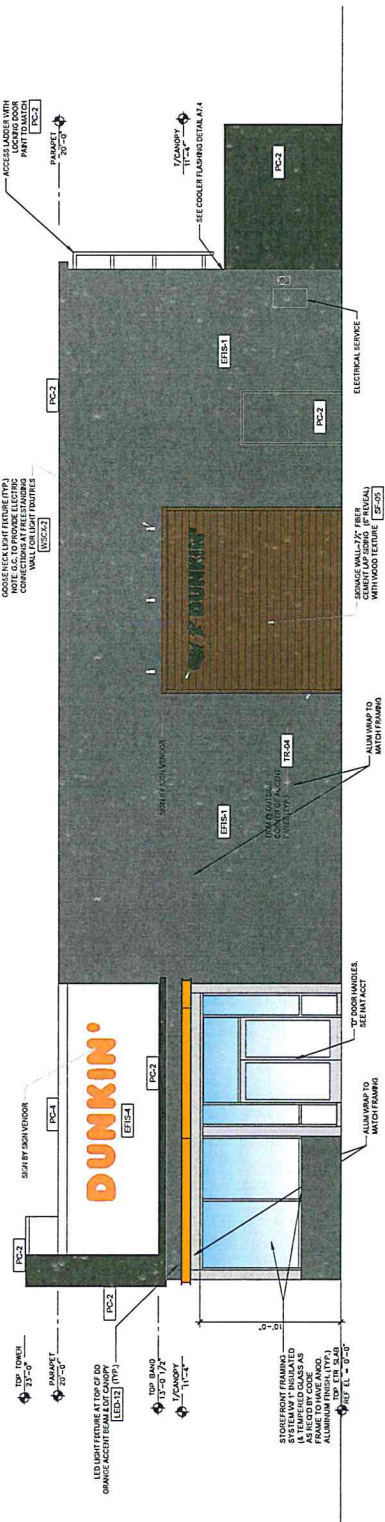 TOP TOWER
23'-0"
PARAPET
20'-0"
TOP BAND
13'-0 1/2"
T/CANOPY
11'-4"
PC-2
PC-4
SIGN BY SIGN VENDOR
DUNKIN'
EFIS-4
PC-2
PC-2
LED LIGHT FIXTURE AT TOP OF DD
ORANGE ACCENT BEAM & D/T CANOPY
LED-12 (TYP.)
STOREFRONT FRAMING
SYSTEM W/ 1" INSULATED
& TEMPERED GLASS AS
AS REQ'D BY CODE
FRAME TO HAVE ANOD.
ALUMINUM FINISH. (TYP.)
10'-0"
TOP EXTR SLAB
REF EL = 0'-0"
ALUM WRAP TO
MATCH FRAMING
"D" DOOR HANDLES,
SEE NAT ACCT
GOOSE NECK LIGHT FIXTURE (TYP.)
NOTE: G.C. TO PROVIDE ELECTRIC
CONNECTIONS AT FREESTANDING
WALL FOR LIGHT FIXUTRES
WSCX-2
PC-2
SIGN BY SIGN VENDOR
EFIS-1
TR-04
DUNKIN'
ALUM WRAP TO
MATCH FRAMING
SIGNAGE WALL-7 1/4" FIBER
CEMENT LAP SIDING (6" REVEAL)
WITH WOOD TEXTURE
EFIS-1
PC-2
ELECTRICAL SERVICE
ACCESS LADDER WITH
LOCKING DOOR
PAINT TO MATCH
PC-2
PARAPET
20'-0"
T/CANOPY
11'-4"
SEE COOLER FLASHING DETAIL A7.4
PC-2